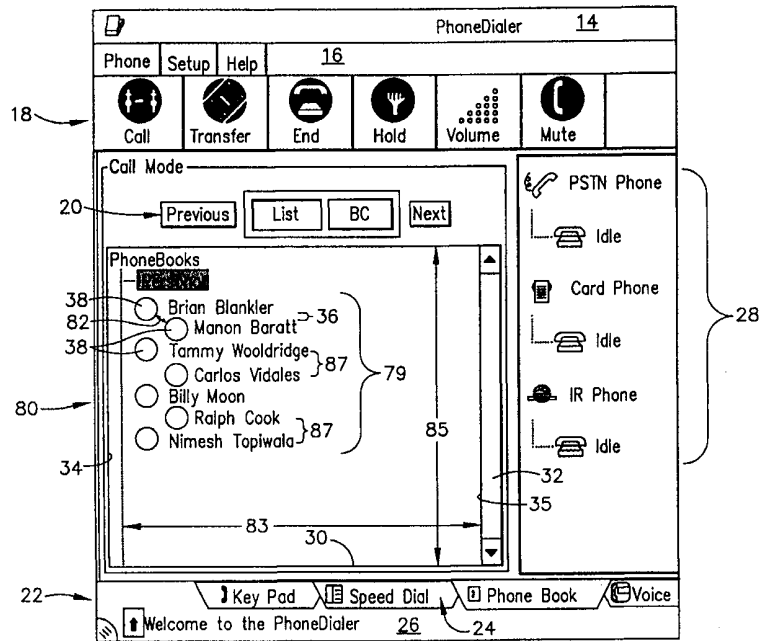 PhoneDialer 14
Phone Setup Help 16
18
Call Transfer End Hold Volume Mute
Call Mode
20 Previous List BC Next
PSTN Phone
Idle
Card Phone
Idle
IR Phone
Idle
28
PhoneBooks
38 Brian Blankler 36
82 Manon Baratt
38 Tammy Wooldridge 87
Carlos Vidales 79
80 Billy Moon
Ralph Cook 87 85
Nimesh Topiwala
34 32
35
83
30
22 Key Pad Speed Dial Phone Book Voice
Welcome to the PhoneDialer 26 24